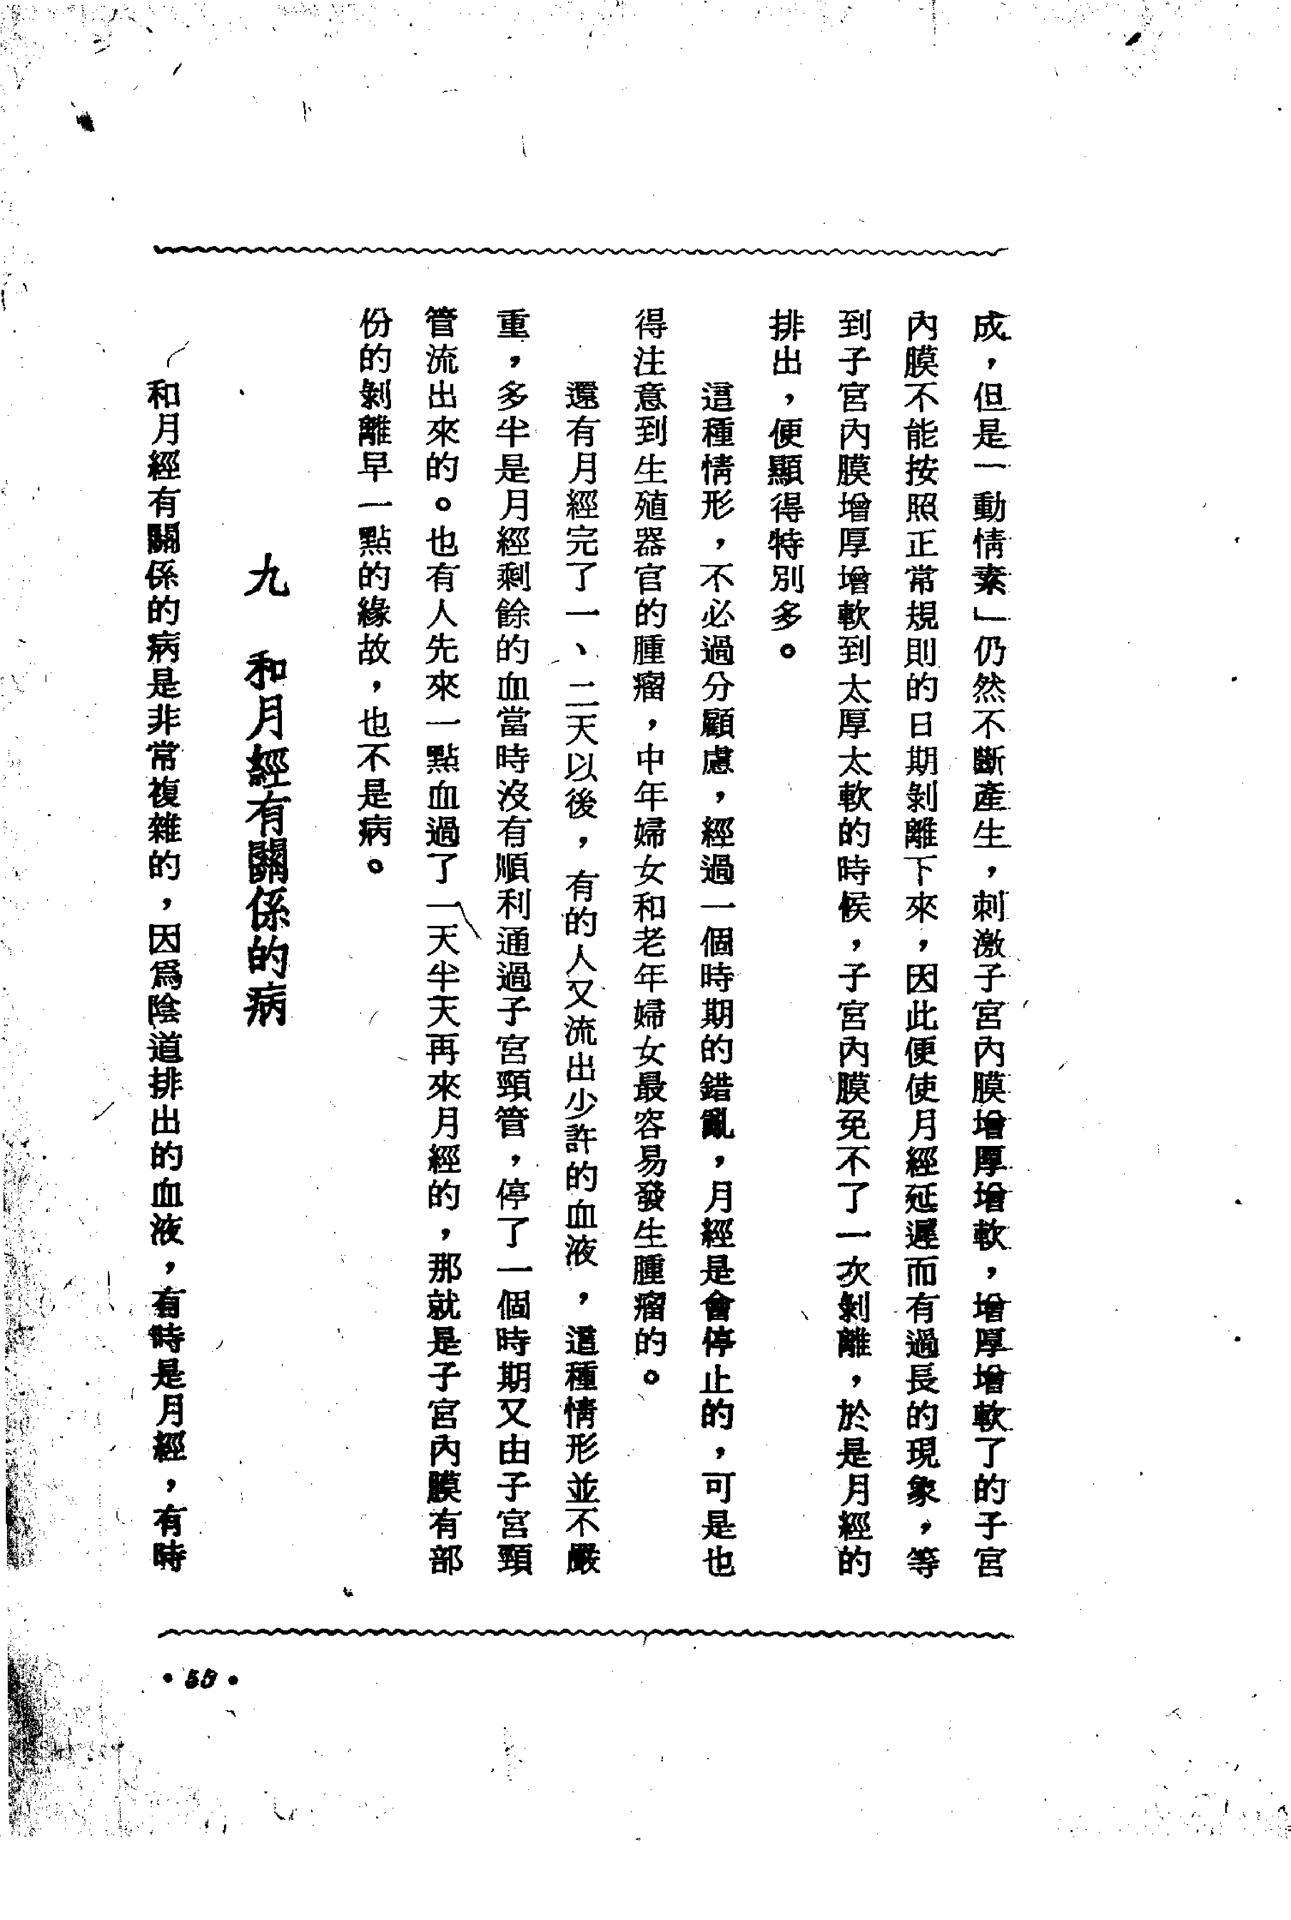 成，但是「動情素」仍然不斷產生，刺激子宮內膜增厚增軟，增厚增軟了的子宮
內膜不能按照正常規則的日期剝離下來，因此便使月經延遲而有過長的現象，等
到子宮內膜增厚增軟到太厚太軟的時候，子宮內膜免不了一次剝離，於是月經的
排出，便顯得特別多。
這種情形，不必過分顧慮，經過一個時期的錯亂，月經是會停止的，可是也
得注意到生殖器官的腫瘤，中年婦女和老年婦女最容易發生腫瘤的。
還有月經完了一、二天以後，有的人又流出少許的血液，這種情形並不嚴
重，多半是月經剩餘的血當時沒有順利通過子宮頸管，停了一個時期又由子宮頸
管流出來的。也有人先來一點血過了一天半天再來月經的，那就是子宮內膜有部
份的剝離早一點的緣故，也不是病。
九　和月經有關係的病
和月經有關係的病是非常複雜的，因爲陰道排出的血液，有時是月經，有時